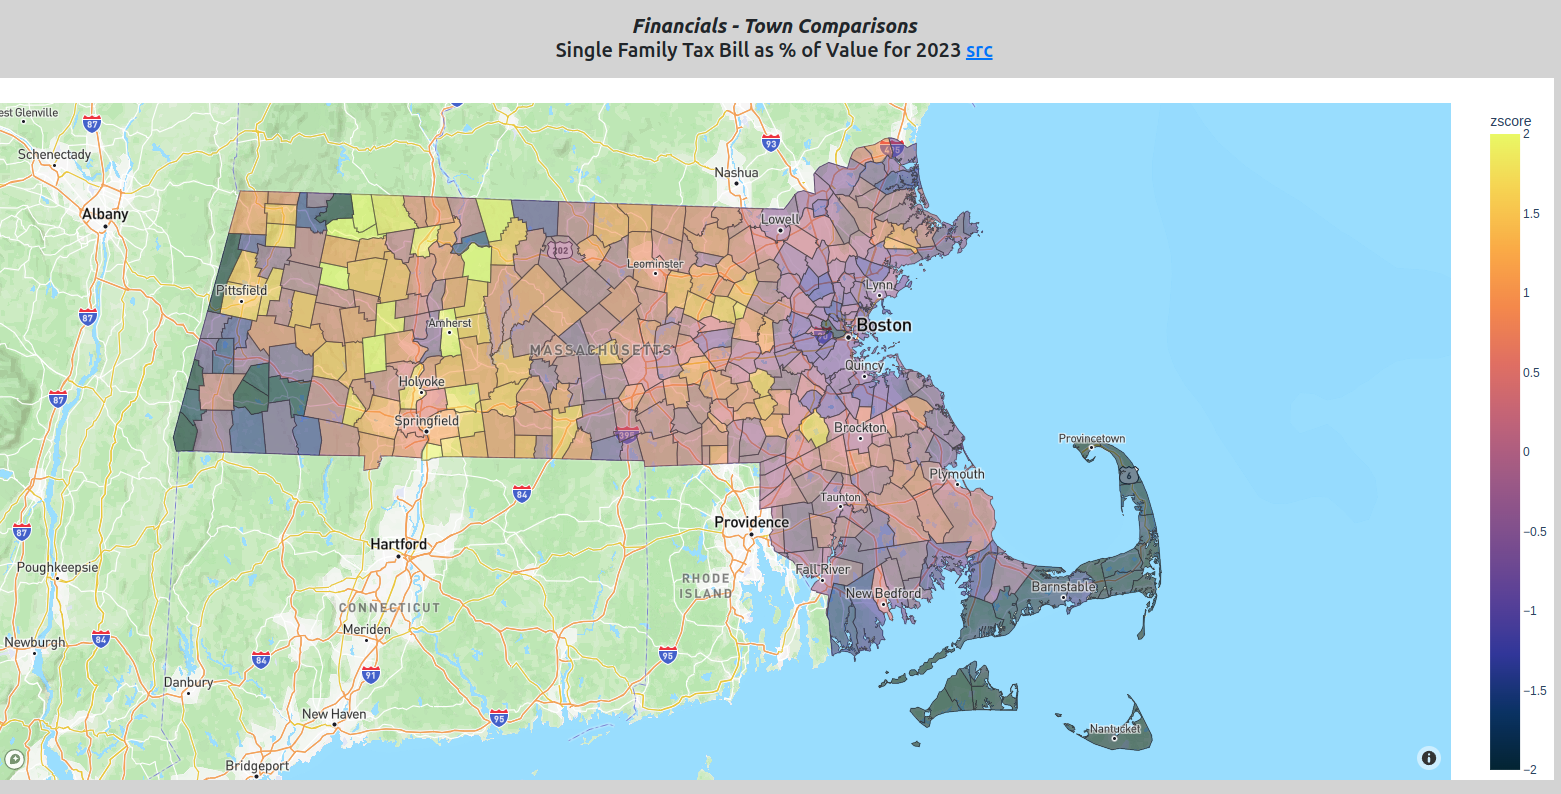 Financials - Town Comparisons
Single Family Tax Bill as % of Value for 2023 src
est Glenville
87
Schenectady
93
Nashua
Albany
Lowell
202
Leominster
Pittsfield
Lynn
87
Amherst
Boston
MASSACHUSETTS
Quincy
Holyoke
87
Springfield
Brockton
395
Provincetown
6
Plymouth
84
Taunton
Providence
87
Hartford
Poughkeepsie
Fall River
RHODE
ISLAND
Barnstable
New Bedford
CONNECTICUT
Meriden
Newburgh
84
84
95
91
Danbury
New Haven
95
Nantucket
Bridgeport
zscore
2
1.5
1
0.5
0
−0.5
−1
−1.5
−2